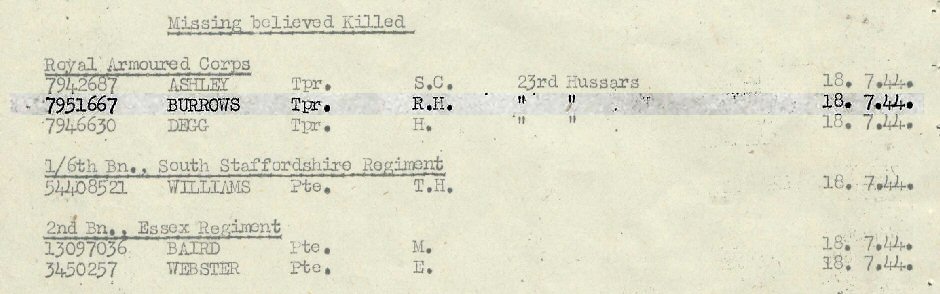 Missing believed Killed
Royal Armoured Corps
7942687 ASHLEY Tpr. S.C. 23rd Hussars 18. 7.44.
7951667 BURROWS Tpr. R.H. " " " 18. 7.44.
7946630 DEGG Tpr. H. " " 18. 7.44.
1/6th Bn., South Staffordshire Regiment
54408521 WILLIAMS Pte. T.H. 18. 7.44.
2nd Bn., Essex Regiment
13097036 BAIRD Pte. M. 18. 7.44.
3450257 WEBSTER Pte. E. 18. 7.44.